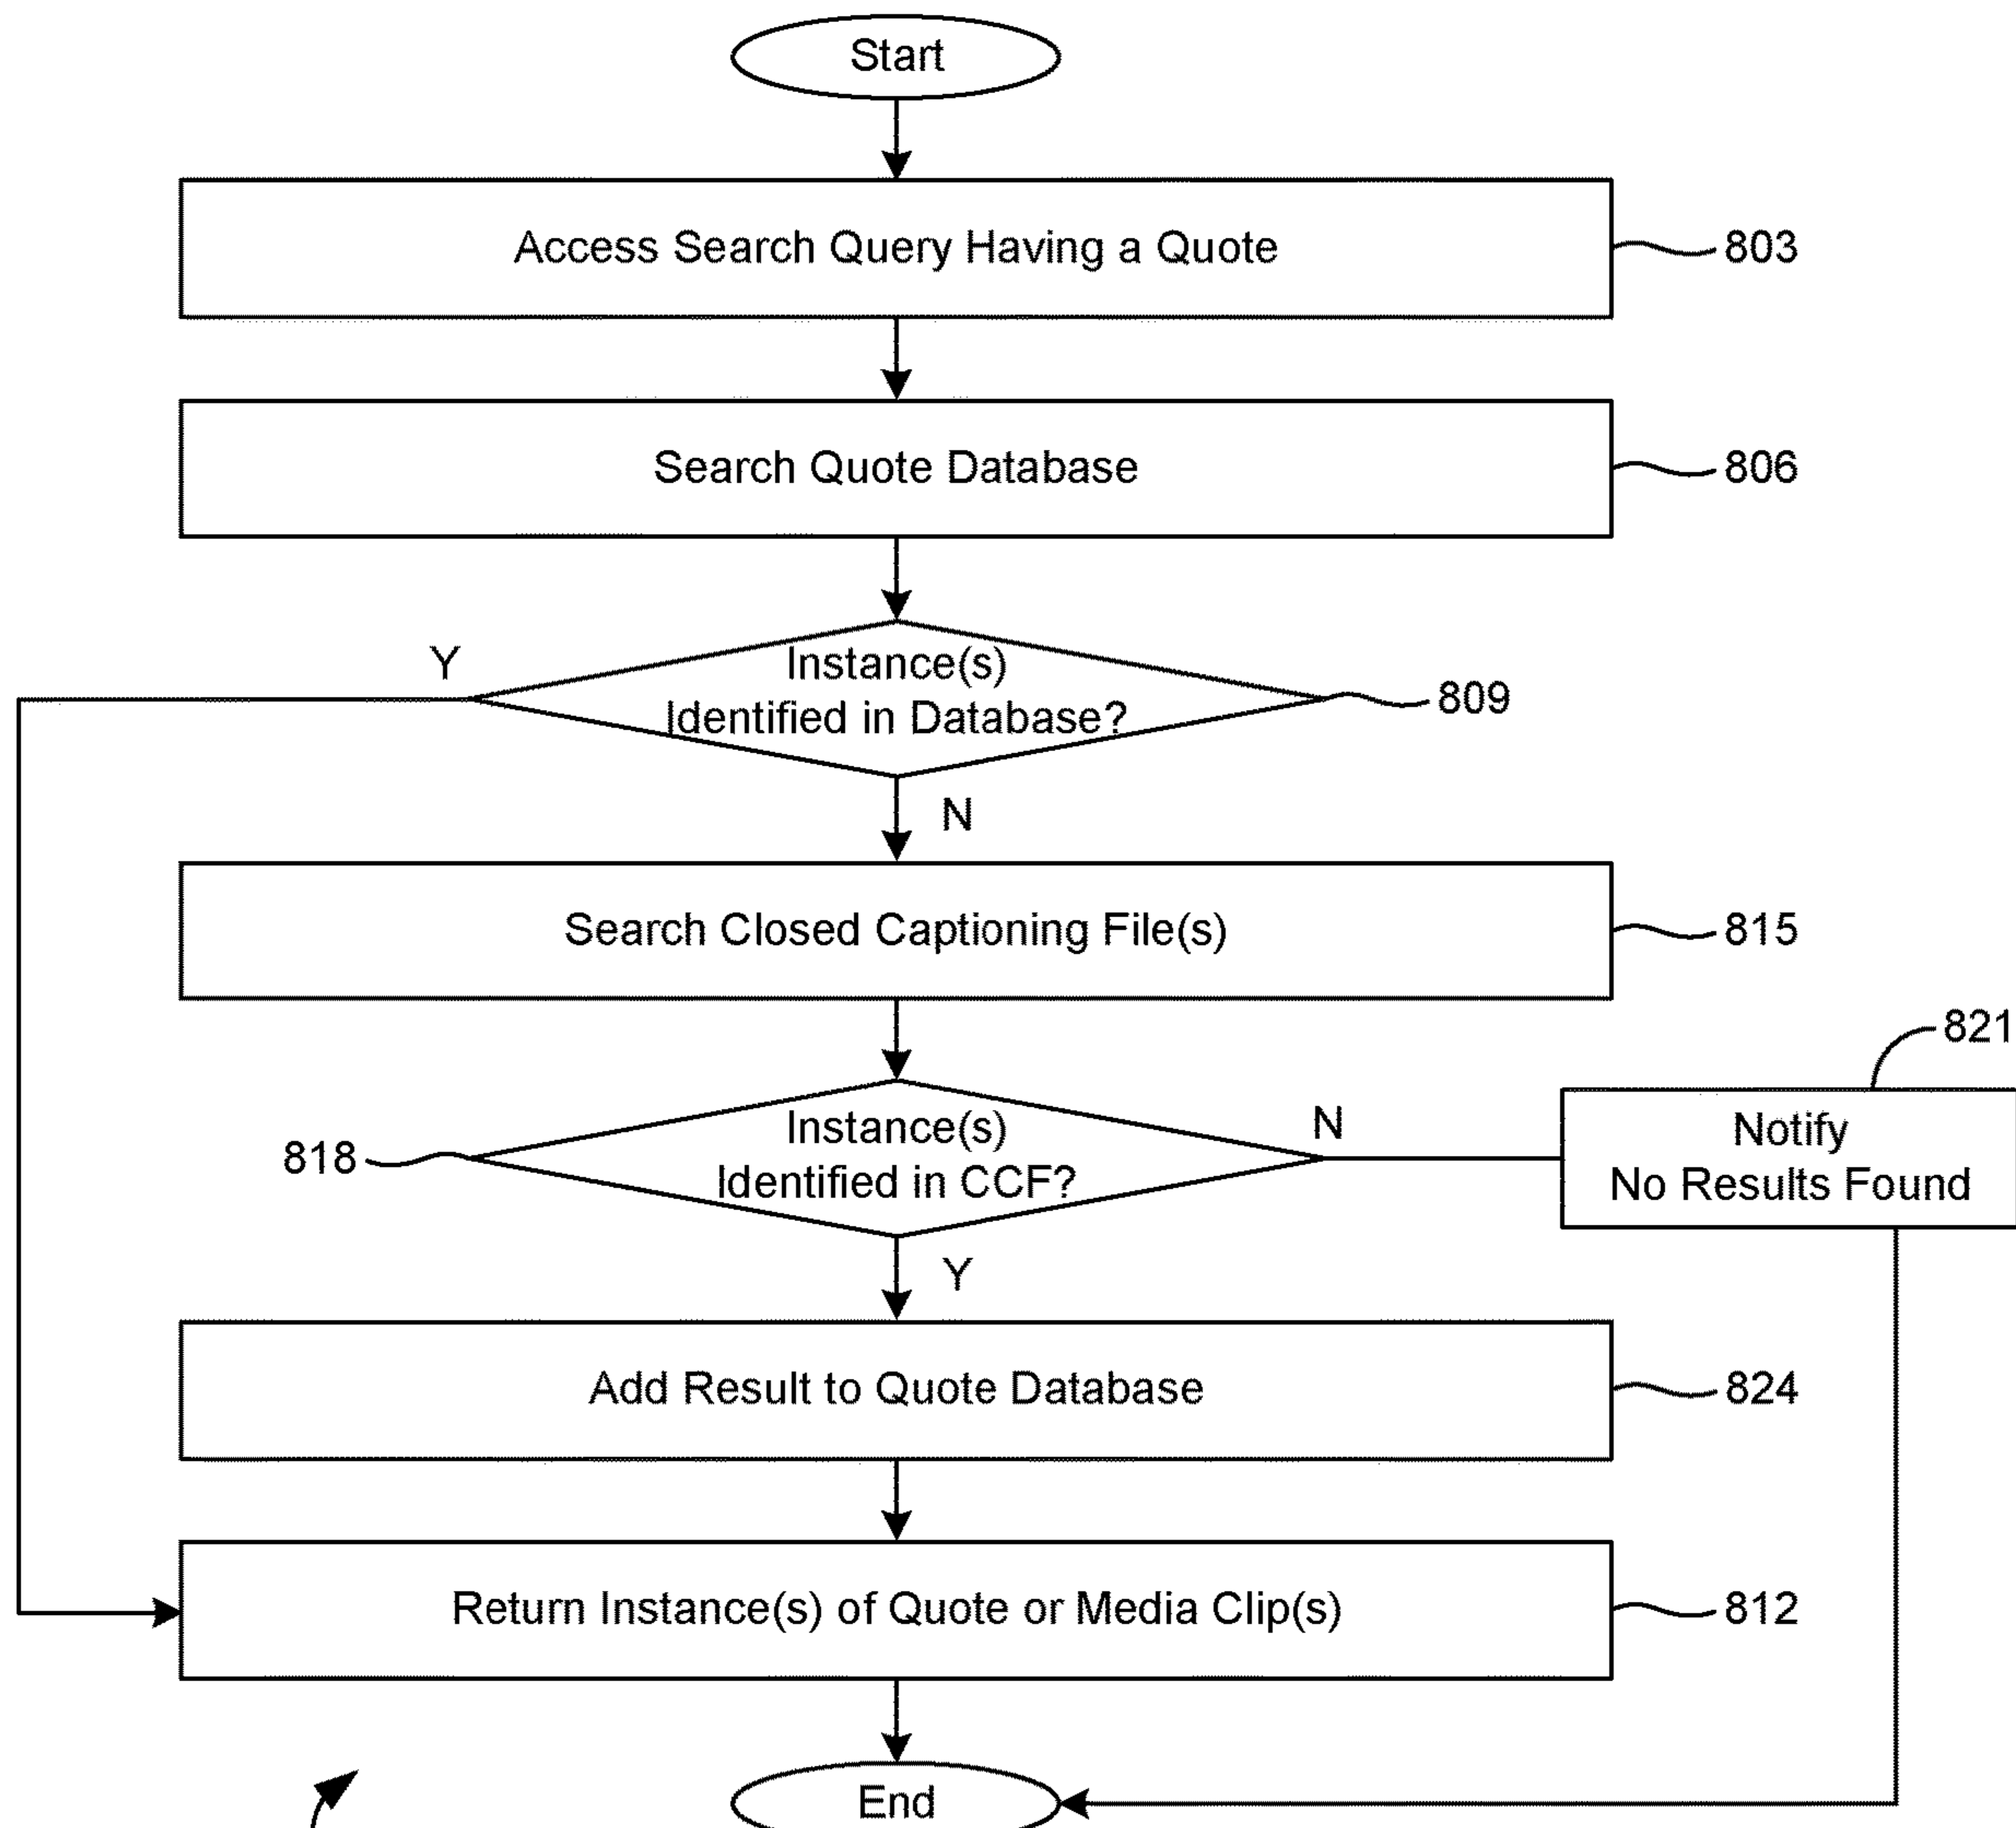 Start
Access Search Query Having a Quote
803
Search Quote Database
806
Y
Instance(s)
Identified in Database?
809
N
Search Closed Captioning File(s)
815
821
818
Instance(s)
Identified in CCF?
N
Notify
No Results Found
Y
Add Result to Quote Database
824
Return Instance(s) of Quote or Media Clip(s)
812
End